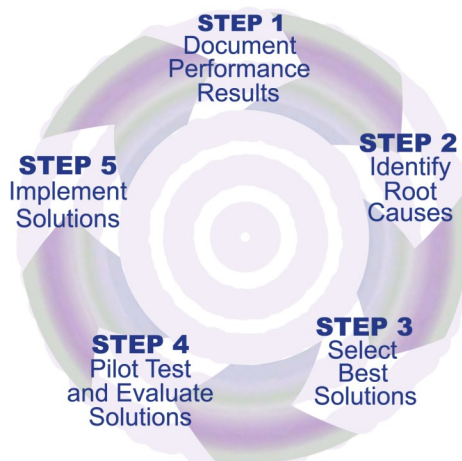 STEP 1
Document
Performance
Results
STEP 2
Identify
Root
Causes
STEP 3
Select
Best
Solutions
STEP 4
Pilot Test
and Evaluate
Solutions
STEP 5
Implement
Solutions